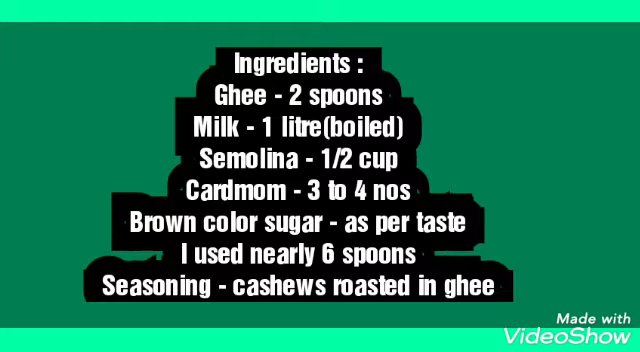 Ingredients :
Ghee - 2 spoons
Milk - 1 litre(boiled)
Semolina - 1/2 cup
Cardmom - 3 to 4 nos
Brown color sugar - as per taste
I used nearly 6 spoons
Seasoning - cashews roasted in ghee
Made with
VideoShow